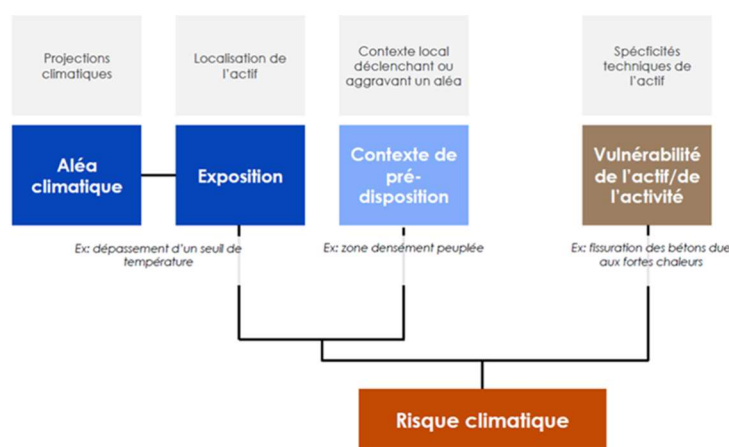 Projections
climatiques
Localisation de
l'actif
Contexte local
déclenchant ou
aggravant un aléa
Spécficités
techniques de
l'actif
Aléa
climatique
Exposition
Contexte de
pré-
disposition
Vulnérabilité
de l'actif/de
l'activité
Ex: dépassement d'un seuil de
température
Ex: zone densément peuplée
Ex: fissuration des bétons due
aux fortes chaleurs
Risque climatique